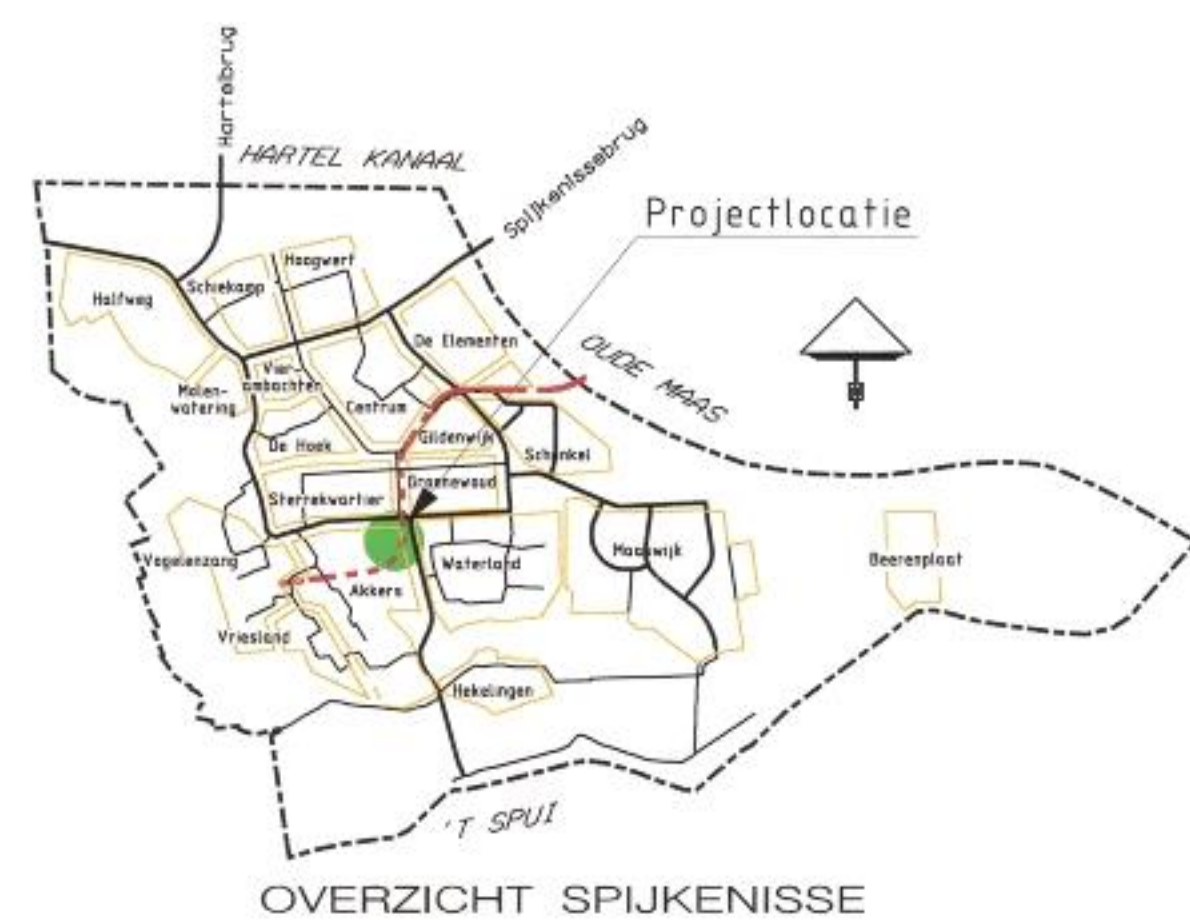 Hartelbrug
HARTEL KANAAL
Spijkenissebrug
Projectlocatie
Hoogwerf
Schiekamp
Halfweg
De Elementen
OUDE MAAS
Vier-
ambachten
Molen-
watering
Centrum
De Hoek
Gildenwijk
Schenkel
Groenewoud
Sterrekwartier
Vogelenzang
Waterland
Maaswijk
Beerenplaat
Akkers
Vriesland
Hekelingen
'T SPUI
OVERZICHT SPIJKENISSE